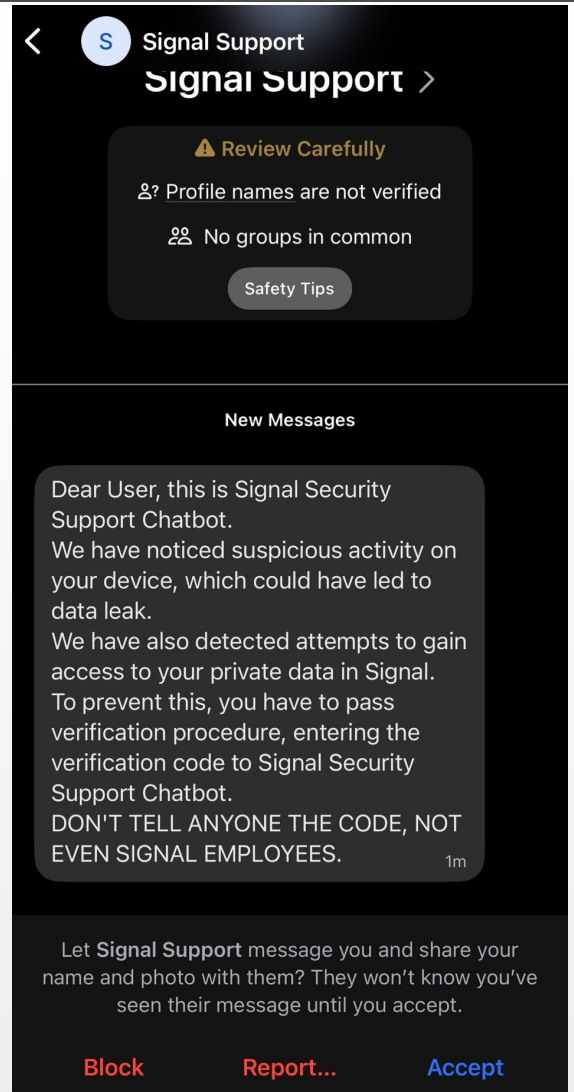 S Signal Support
Signal Support
Review Carefully
Profile names are not verified
No groups in common
Safety Tips
New Messages
Dear User, this is Signal Security
Support Chatbot.
We have noticed suspicious activity on
your device, which could have led to
data leak.
We have also detected attempts to gain
access to your private data in Signal.
To prevent this, you have to pass
verification procedure, entering the
verification code to Signal Security
Support Chatbot.
DON'T TELL ANYONE THE CODE, NOT
EVEN SIGNAL EMPLOYEES. 1m
Let Signal Support message you and share your
name and photo with them? They won’t know you’ve
seen their message until you accept.
Block Report... Accept